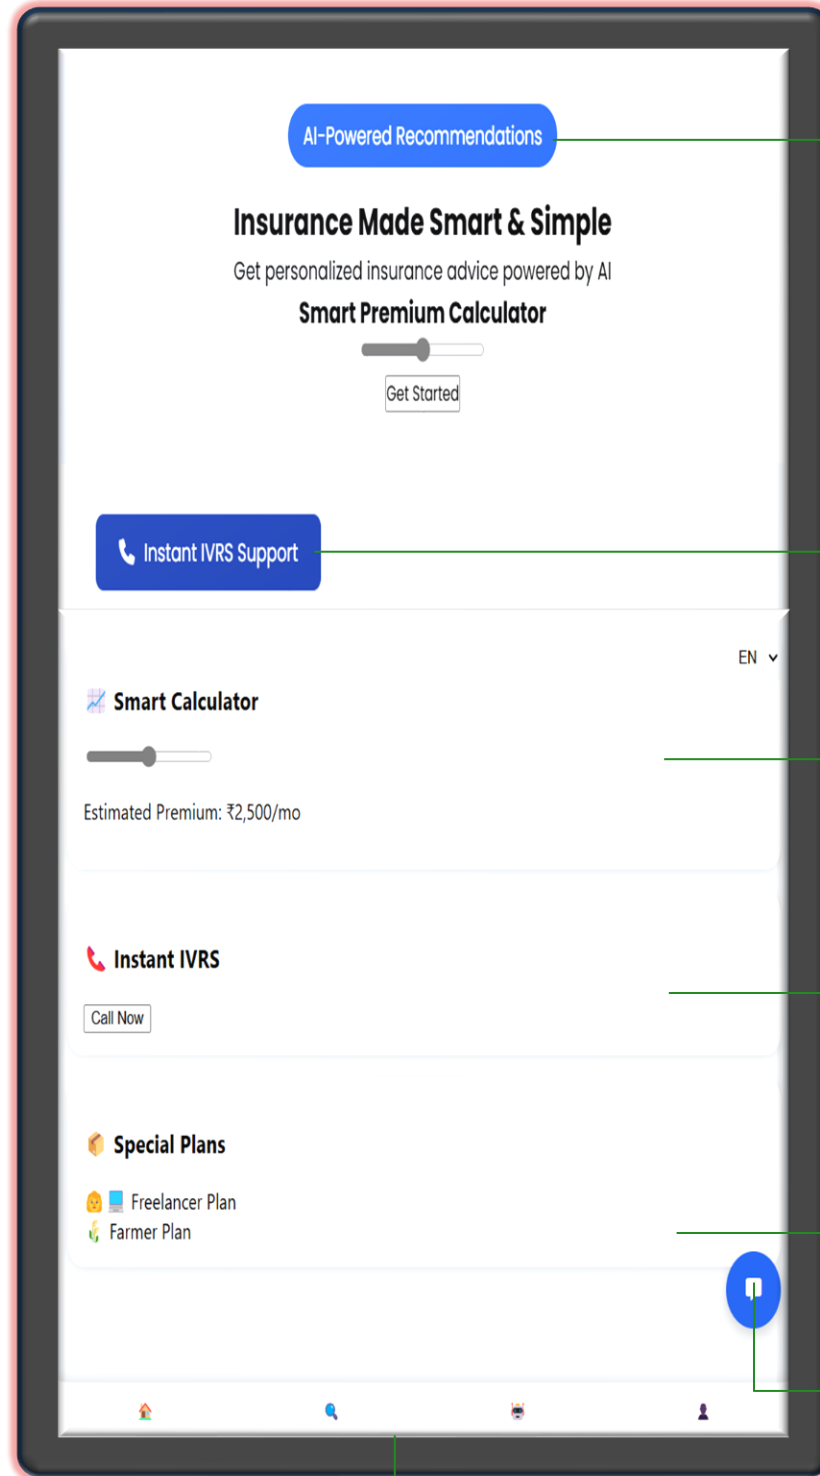 AI-Powered Recommendations
Insurance Made Smart & Simple
Get personalized insurance advice powered by AI
Smart Premium Calculator
Get Started
Instant IVRS Support
EN
Smart Calculator
Estimated Premium: ₹2,500/mo
Instant IVRS
Call Now
Special Plans
Freelancer Plan
Farmer Plan